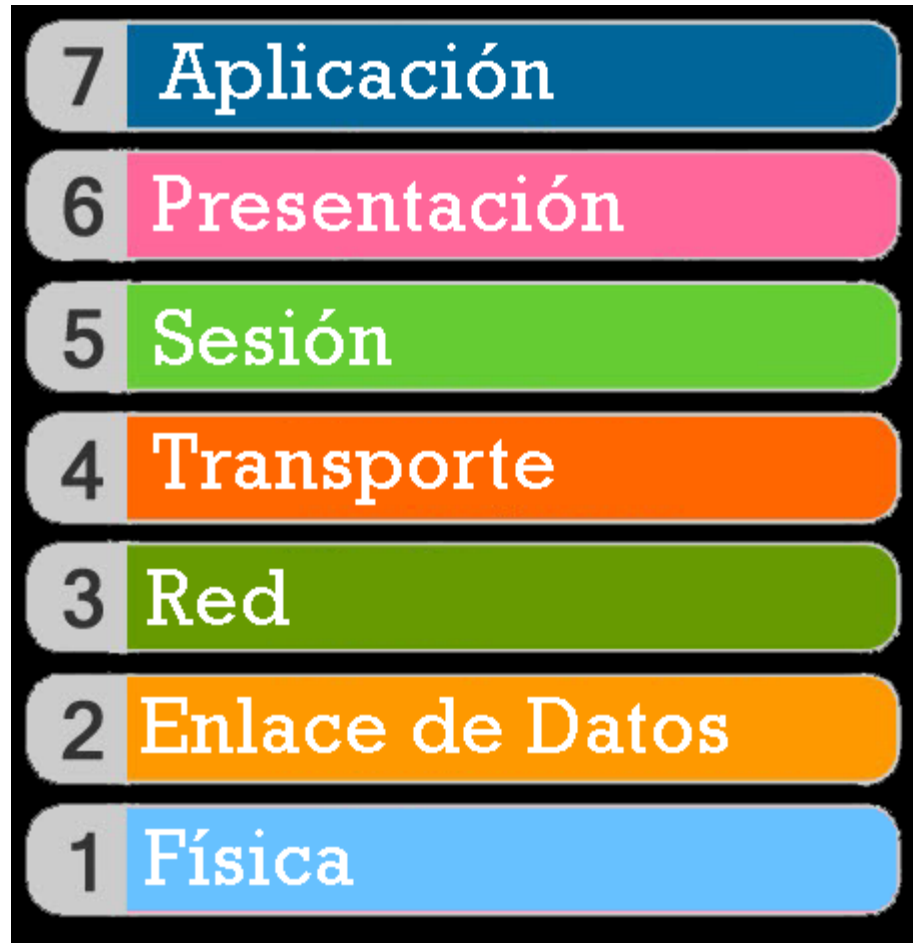 7 Aplicación
6 Presentación
5 Sesión
4 Transporte
3 Red
2 Enlace de Datos
1 Física